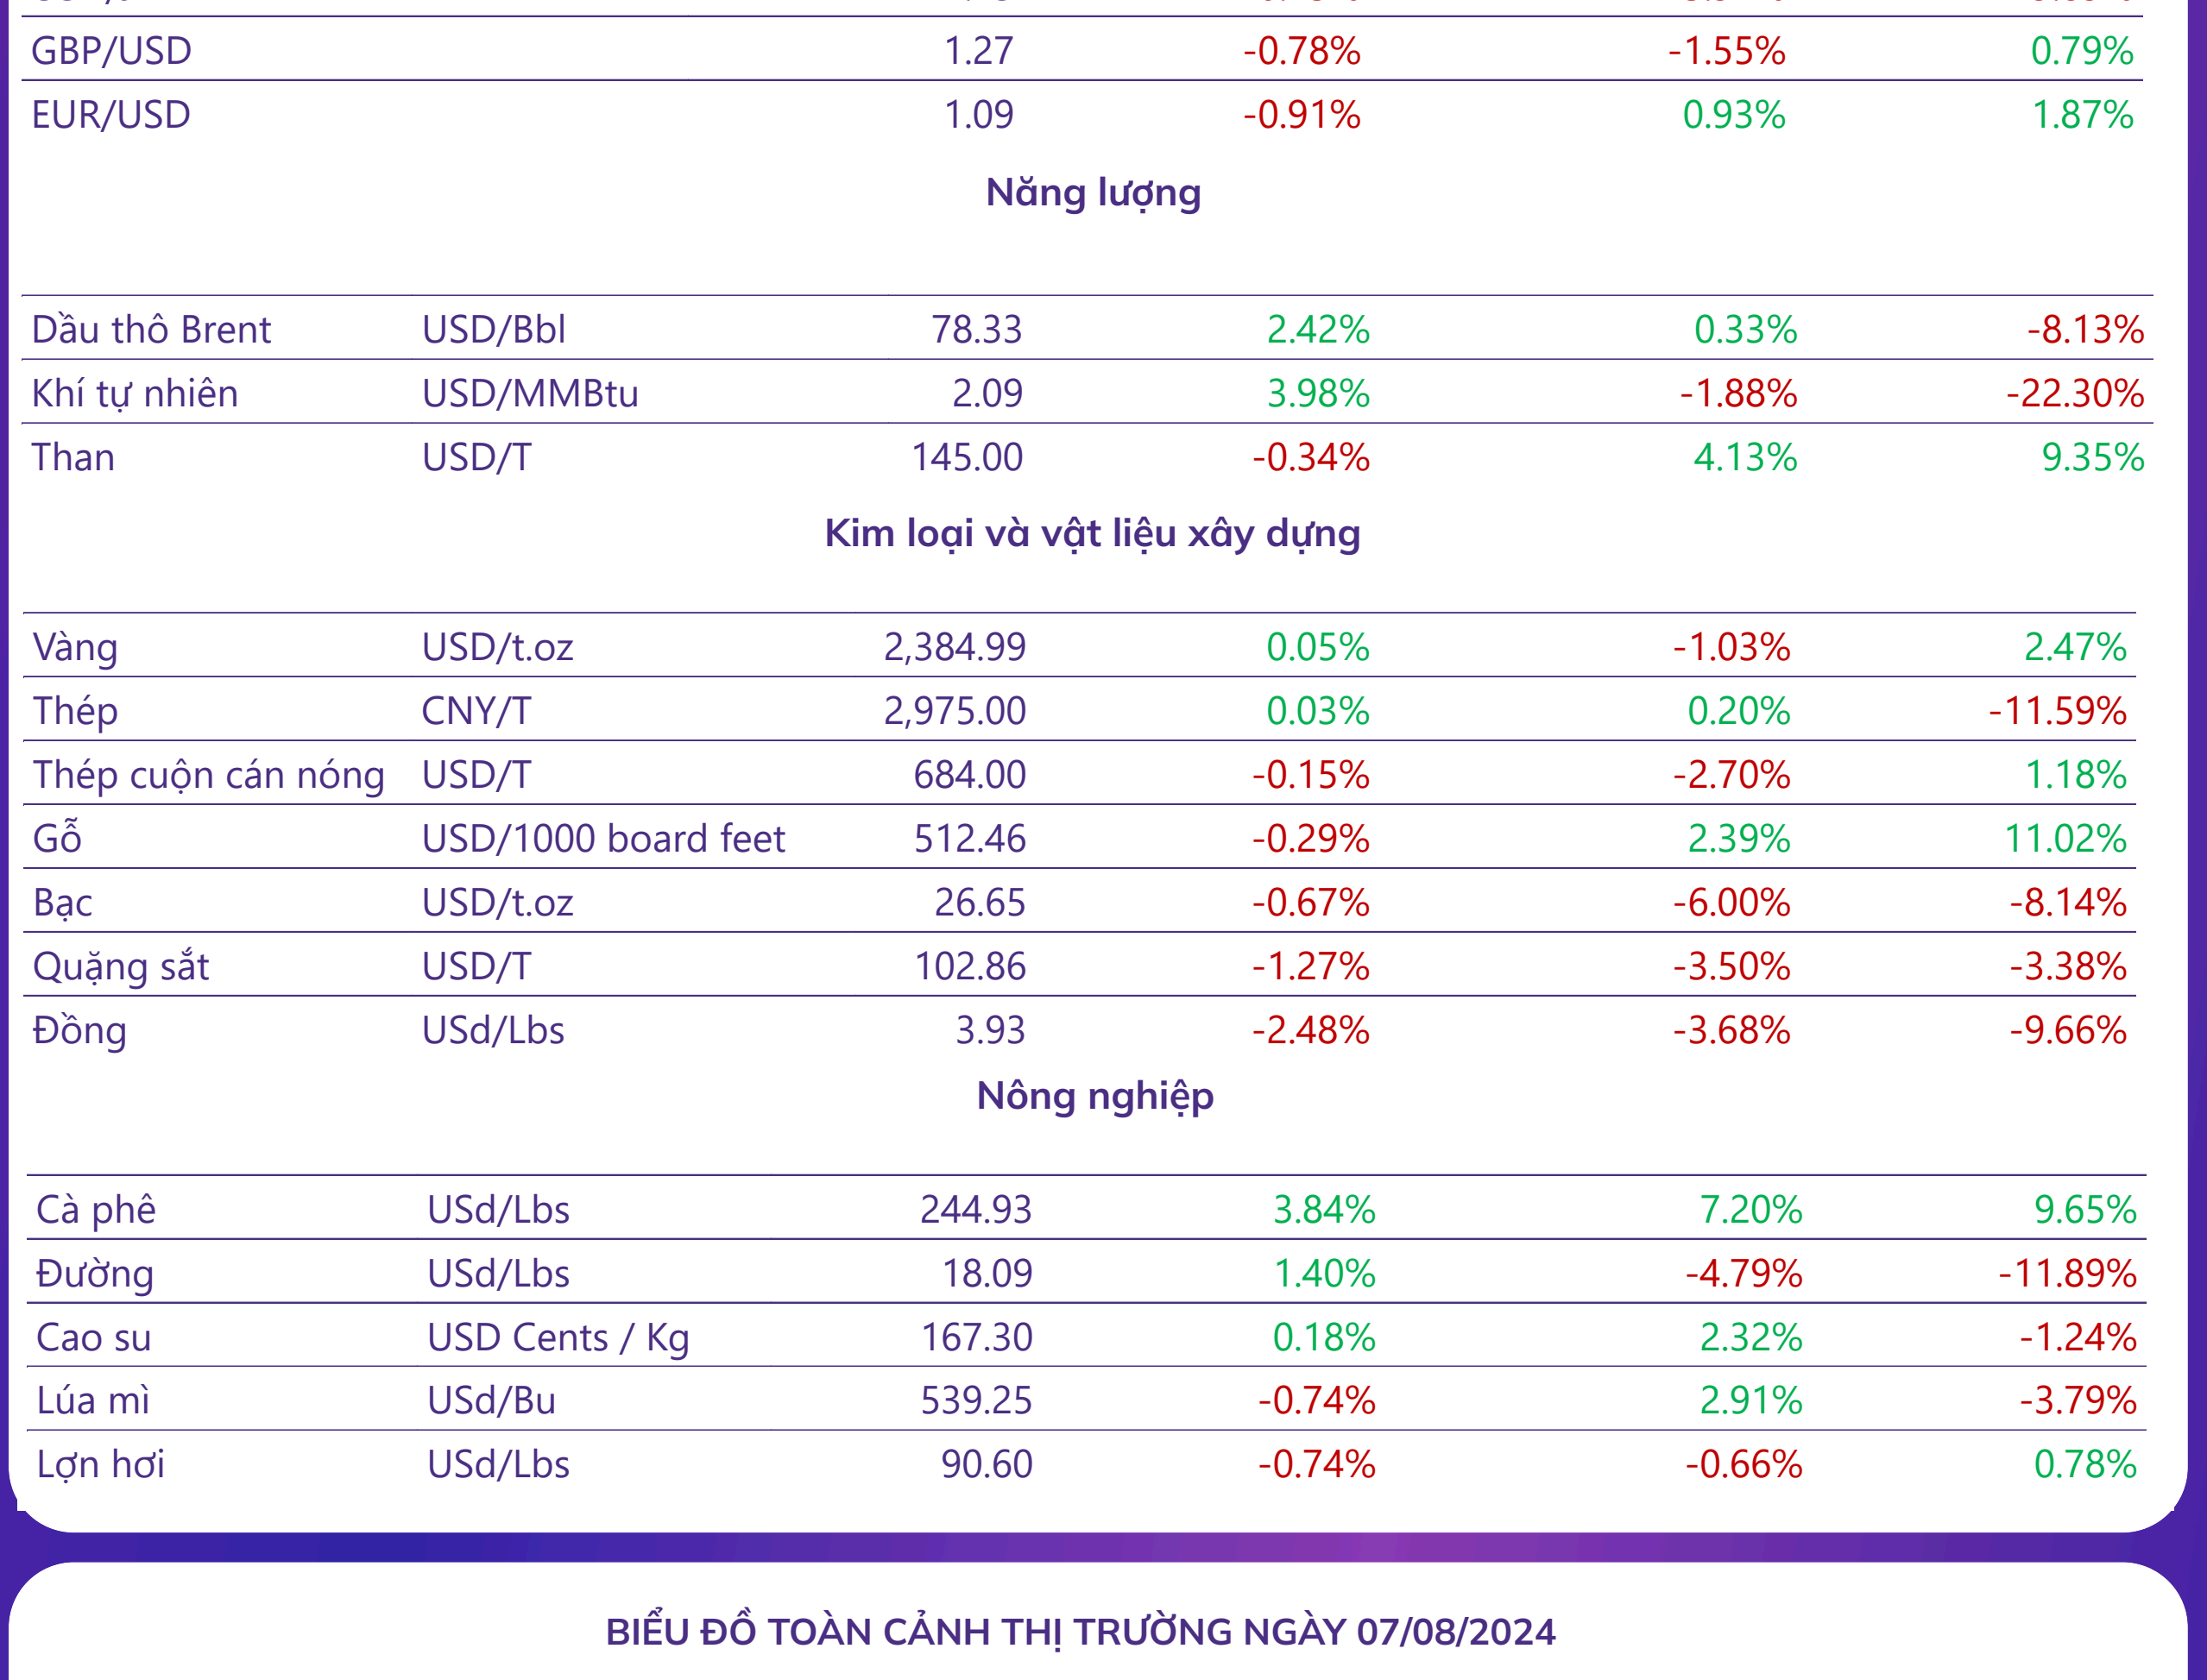 GBP/USD 1.27 -0.78% -1.55% 0.79%
EUR/USD 1.09 -0.91% 0.93% 1.87%
Năng lượng
Dầu thô Brent USD/Bbl 78.33 2.42% 0.33% -8.13%
Khí tự nhiên USD/MMBtu 2.09 3.98% -1.88% -22.30%
Than USD/T 145.00 -0.34% 4.13% 9.35%
Kim loại và vật liệu xây dựng
Vàng USD/t.oz 2,384.99 0.05% -1.03% 2.47%
Thép CNY/T 2,975.00 0.03% 0.20% -11.59%
Thép cuộn cán nóng USD/T 684.00 -0.15% -2.70% 1.18%
Gỗ USD/1000 board feet 512.46 -0.29% 2.39% 11.02%
Bạc USD/t.oz 26.65 -0.67% -6.00% -8.14%
Quặng sắt USD/T 102.86 -1.27% -3.50% -3.38%
Đồng USd/Lbs 3.93 -2.48% -3.68% -9.66%
Nông nghiệp
Cà phê USd/Lbs 244.93 3.84% 7.20% 9.65%
Đường USd/Lbs 18.09 1.40% -4.79% -11.89%
Cao su USD Cents / Kg 167.30 0.18% 2.32% -1.24%
Lúa mì USd/Bu 539.25 -0.74% 2.91% -3.79%
Lợn hơi USd/Lbs 90.60 -0.74% -0.66% 0.78%
BIỂU ĐỒ TOÀN CẢNH THỊ TRƯỜNG NGÀY 07/08/2024